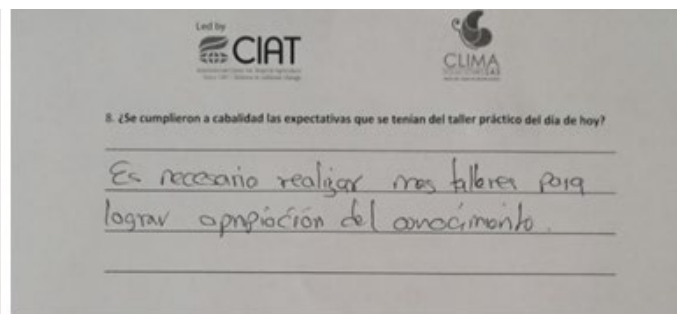 Led by
CIAT
CLIMA
8. ¿Se cumplieron a cabalidad las expectativas que se tenían del taller práctico del día de hoy?
Es necesario realizar mas talleres para
lograr apropiación del conocimiento.